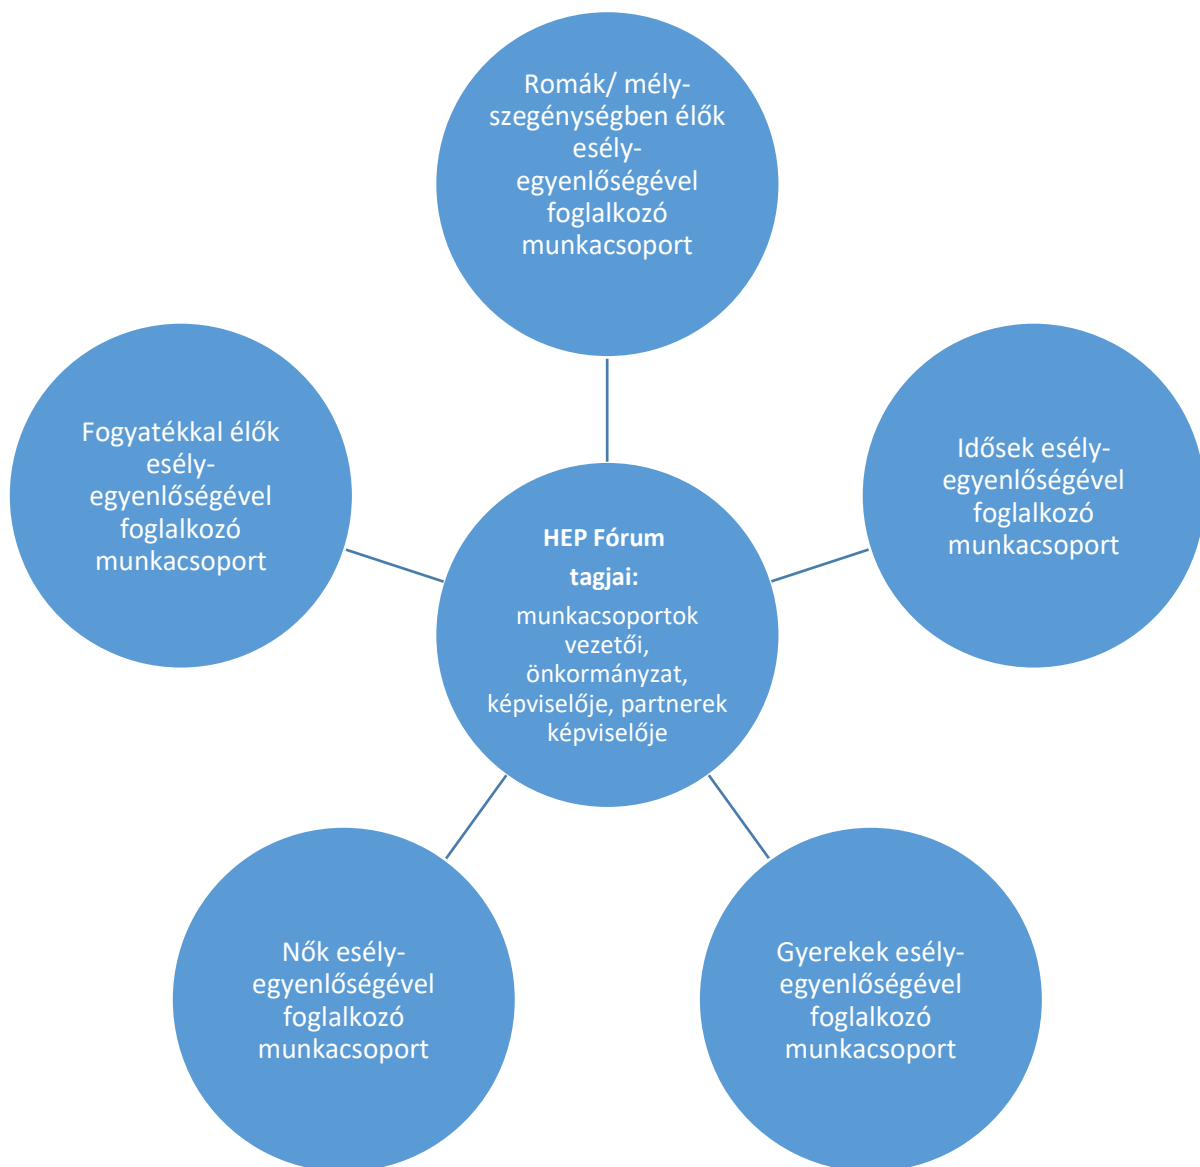 Romák/ mély-
szegénységben élők
esély-
egyenlőségével
foglalkozó
munkacsoport
Fogyatékkal élők
esély-
egyenlőségével
foglalkozó
munkacsoport
Idősek esély-
egyenlőségével
foglalkozó
munkacsoport
HEP Fórum
tagjai:
munkacsoportok
vezetői,
önkormányzat,
képviselője, partnerek
képviselője
Nők esély-
egyenlőségével
foglalkozó
munkacsoport
Gyerekek esély-
egyenlőségével
foglalkozó
munkacsoport